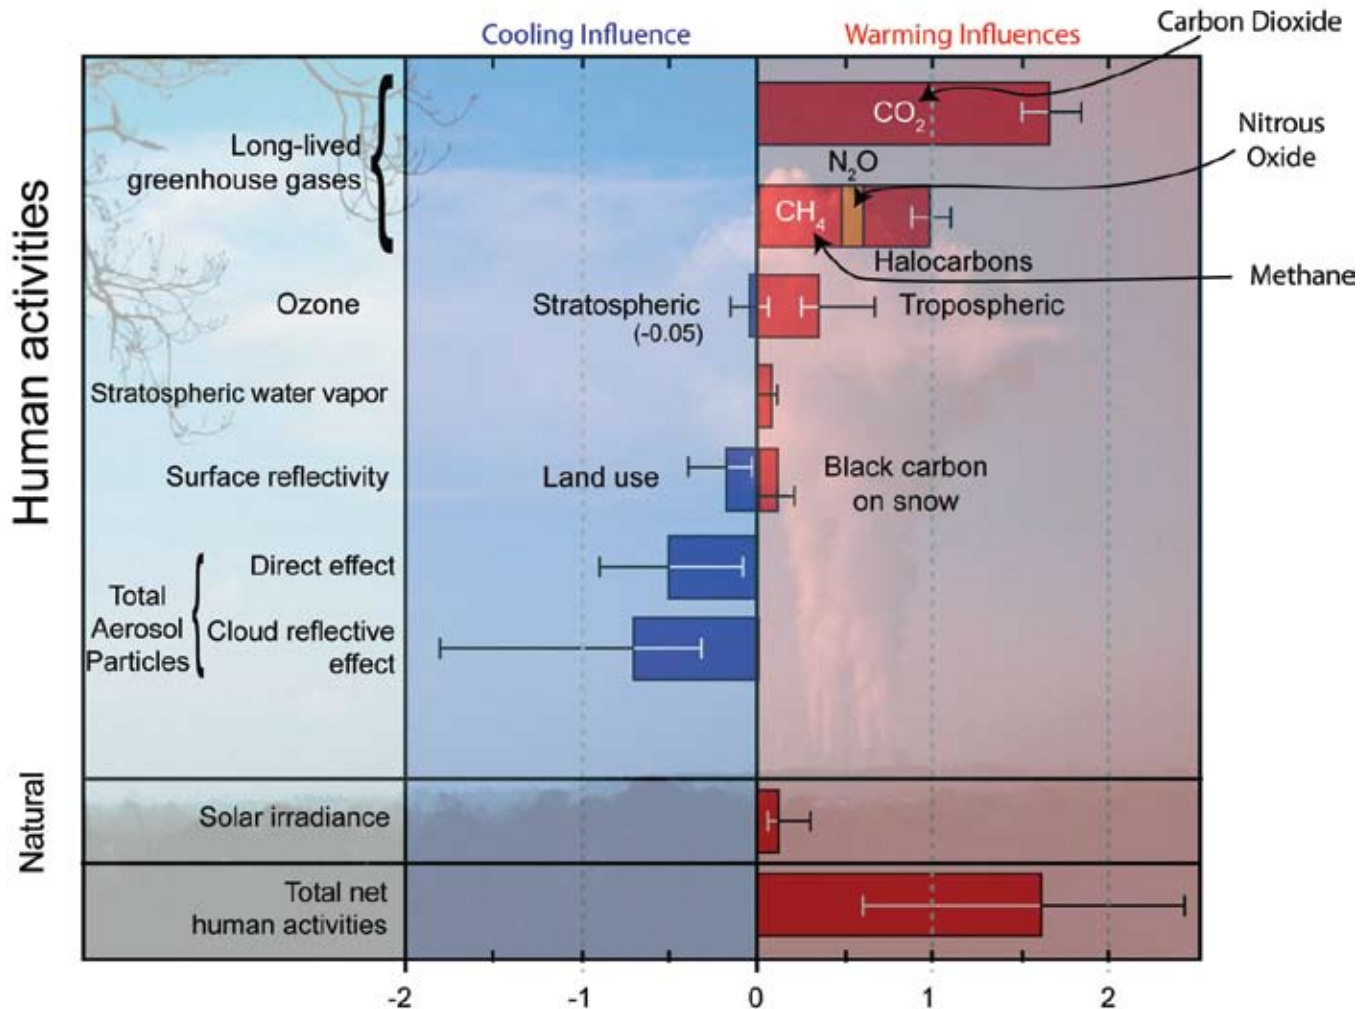 Cooling Influence
Warming Influences
Carbon Dioxide
Human activities
Long-lived
greenhouse gases
CO₂
Nitrous
Oxide
N₂O
CH₄
Halocarbons
Methane
Ozone
Stratospheric
(-0.05)
Tropospheric
Stratospheric water vapor
Surface reflectivity
Land use
Black carbon
on snow
Total
Aerosol
Particles
Direct effect
Cloud reflective
effect
Natural
Solar irradiance
Total net
human activities
-2
-1
0
1
2